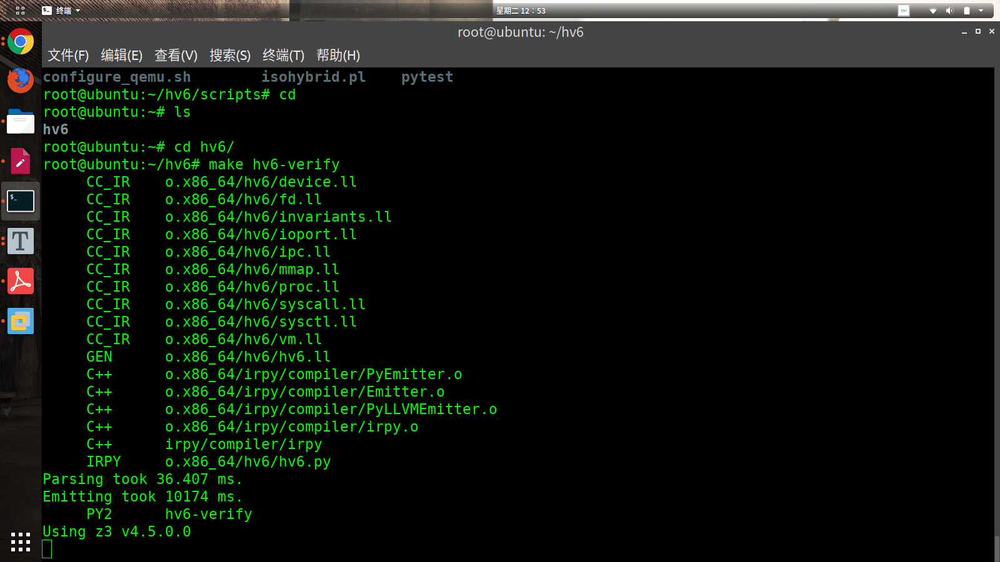 终端
星期二 12：53
root@ubuntu: ~/hv6
文件(F) 编辑(E) 查看(V) 搜索(S) 终端(T) 帮助(H)
configure_qemu.sh isohybrid.pl pytest
root@ubuntu:~/hv6/scripts# cd
root@ubuntu:~# ls
hv6
root@ubuntu:~# cd hv6/
root@ubuntu:~/hv6# make hv6-verify
CC_IR o.x86_64/hv6/device.ll
CC_IR o.x86_64/hv6/fd.ll
CC_IR o.x86_64/hv6/invariants.ll
CC_IR o.x86_64/hv6/ioport.ll
CC_IR o.x86_64/hv6/ipc.ll
CC_IR o.x86_64/hv6/mmap.ll
CC_IR o.x86_64/hv6/proc.ll
CC_IR o.x86_64/hv6/syscall.ll
CC_IR o.x86_64/hv6/sysctl.ll
CC_IR o.x86_64/hv6/vm.ll
GEN o.x86_64/hv6/hv6.ll
C++ o.x86_64/irpy/compiler/PyEmitter.o
C++ o.x86_64/irpy/compiler/Emitter.o
C++ o.x86_64/irpy/compiler/PyLLVMEmitter.o
C++ o.x86_64/irpy/compiler/irpy.o
C++ irpy/compiler/irpy
IRPY o.x86_64/hv6/hv6.py
Parsing took 36.407 ms.
Emitting took 10174 ms.
PY2 hv6-verify
Using z3 v4.5.0.0